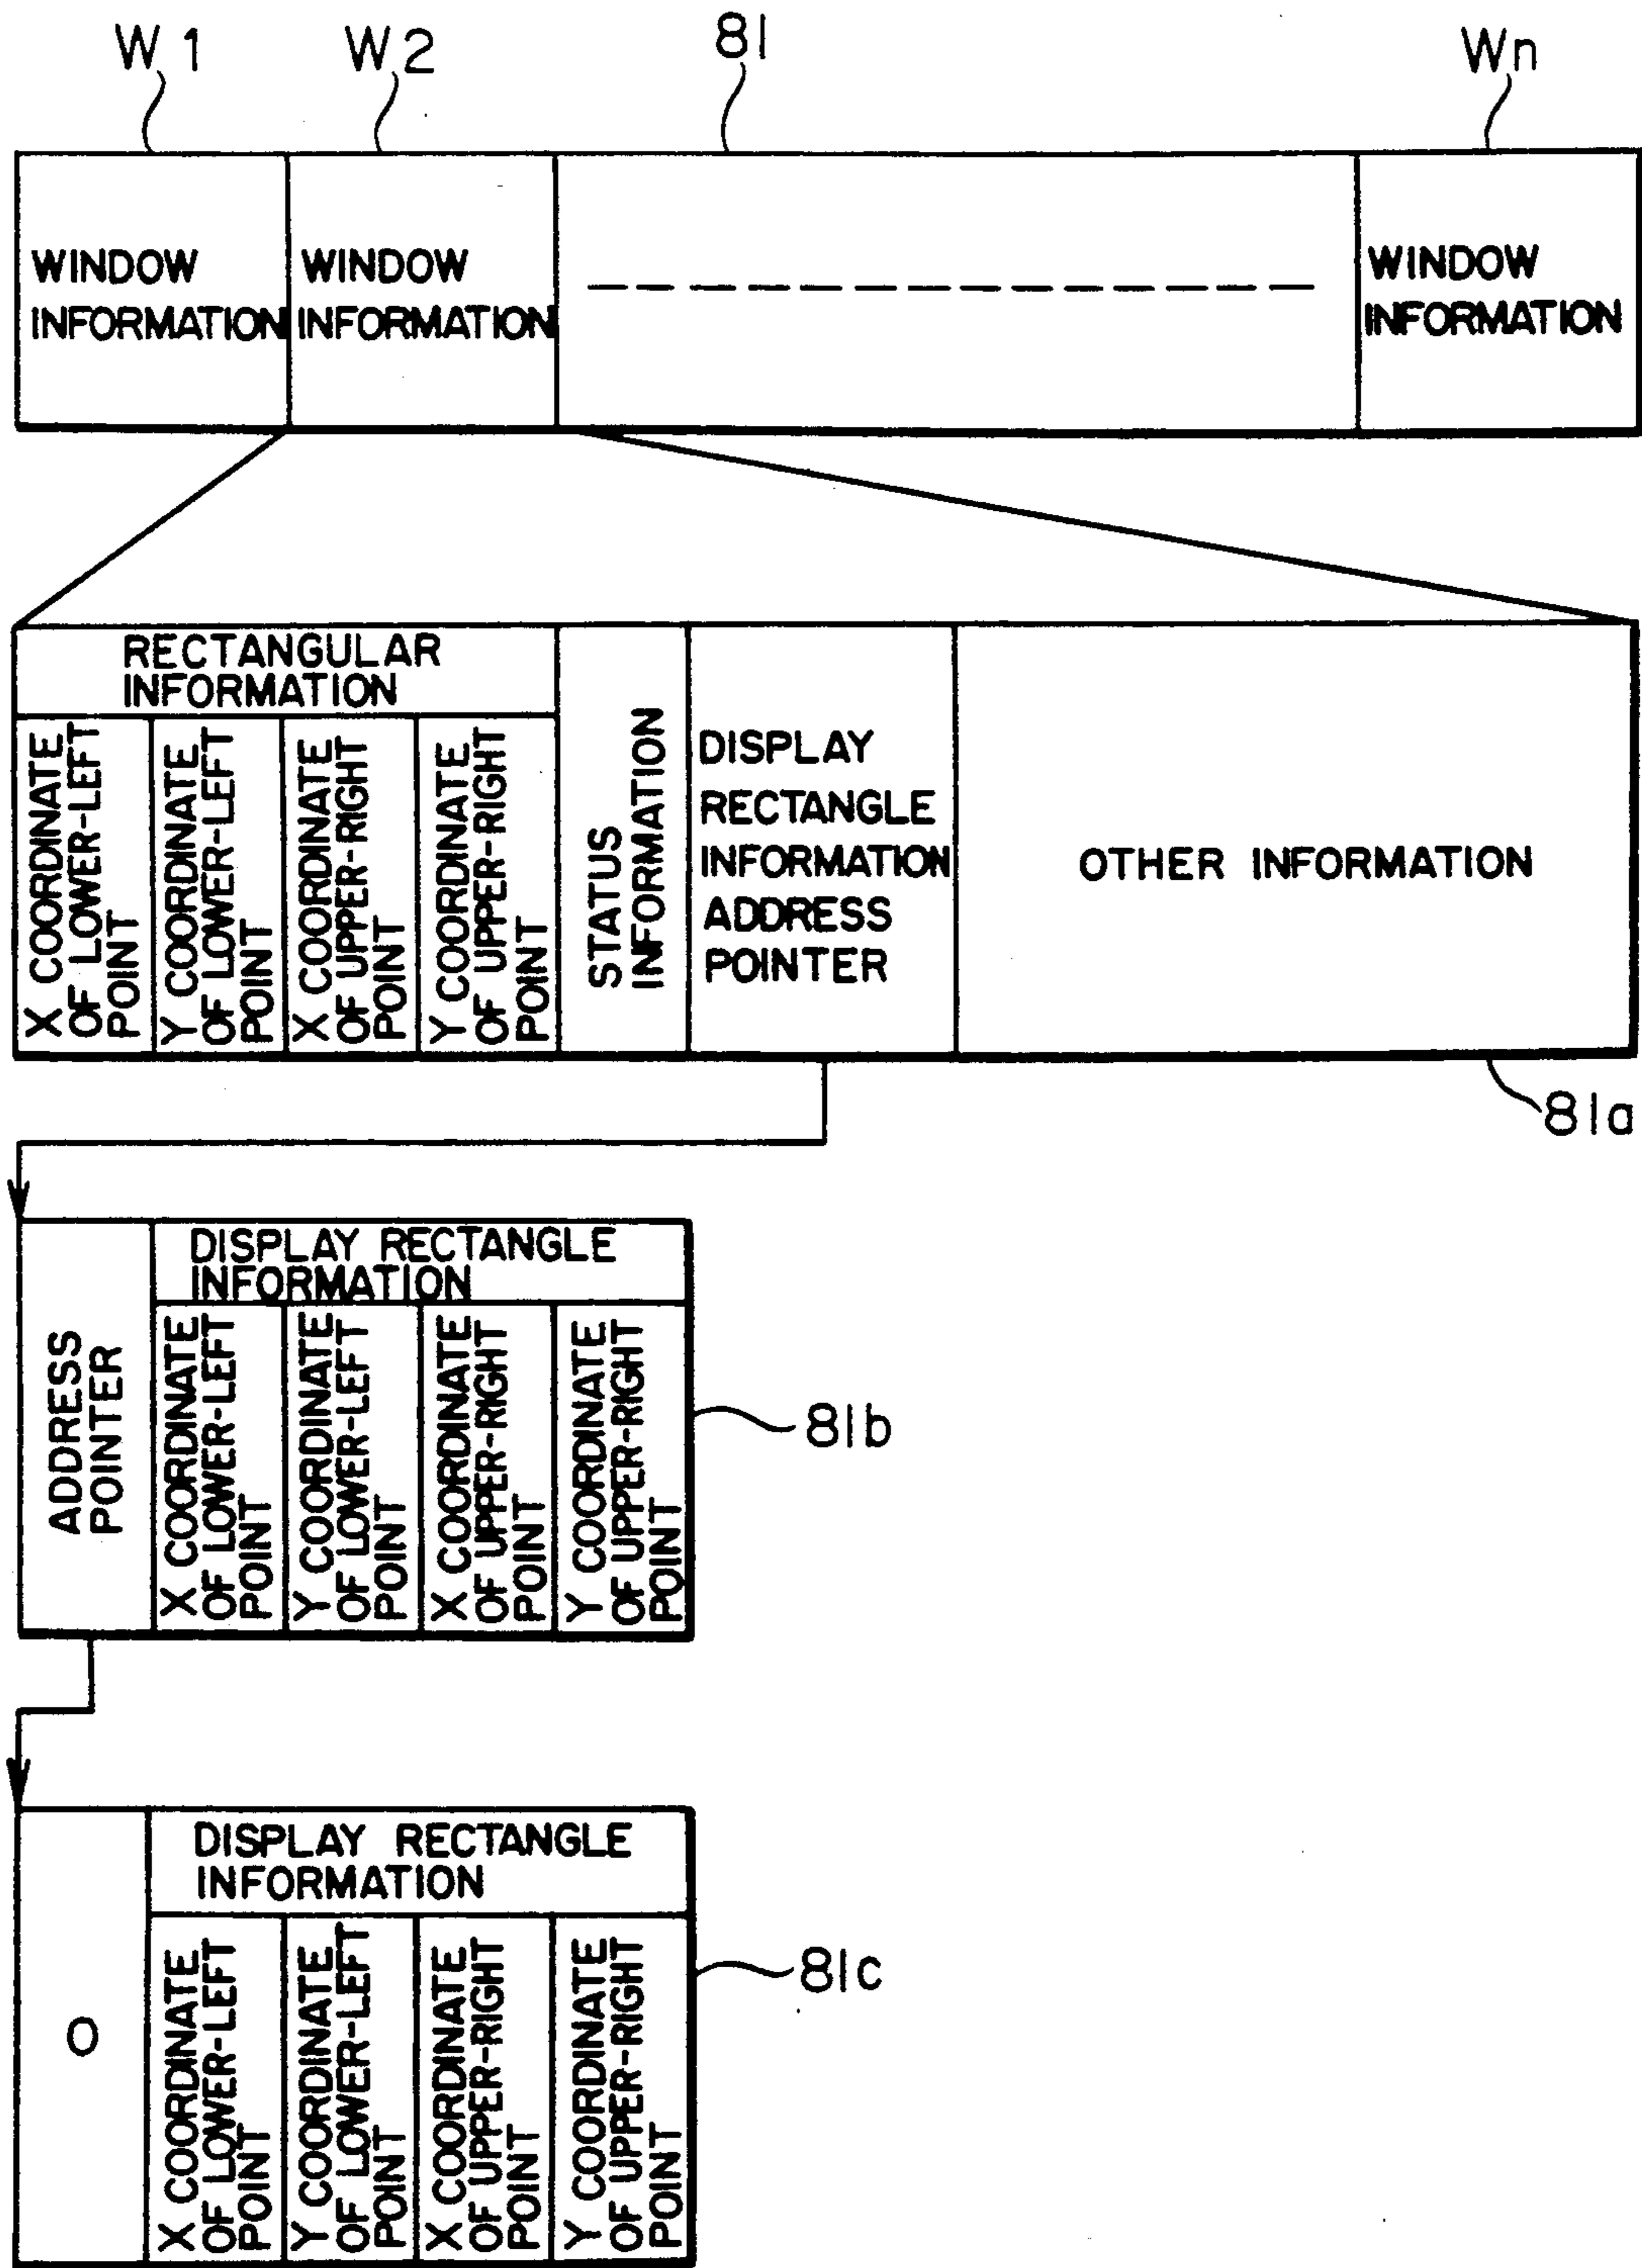 W1 W2 81 Wn
WINDOW
INFORMATION
WINDOW
INFORMATION
WINDOW
INFORMATION
RECTANGULAR
INFORMATION
X COORDINATE
OF LOWER-LEFT
POINT
Y COORDINATE
OF LOWER-LEFT
POINT
X COORDINATE
OF UPPER-RIGHT
POINT
Y COORDINATE
OF UPPER-RIGHT
POINT
STATUS
INFORMATION
DISPLAY
RECTANGLE
INFORMATION
ADDRESS
POINTER
OTHER INFORMATION
81a
ADDRESS
POINTER
DISPLAY RECTANGLE
INFORMATION
X COORDINATE
OF LOWER-LEFT
POINT
Y COORDINATE
OF LOWER-LEFT
POINT
X COORDINATE
OF UPPER-RIGHT
POINT
Y COORDINATE
OF UPPER-RIGHT
POINT
81b
0
DISPLAY RECTANGLE
INFORMATION
X COORDINATE
OF LOWER-LEFT
POINT
Y COORDINATE
OF LOWER-LEFT
POINT
X COORDINATE
OF UPPER-RIGHT
POINT
Y COORDINATE
OF UPPER-RIGHT
POINT
81c